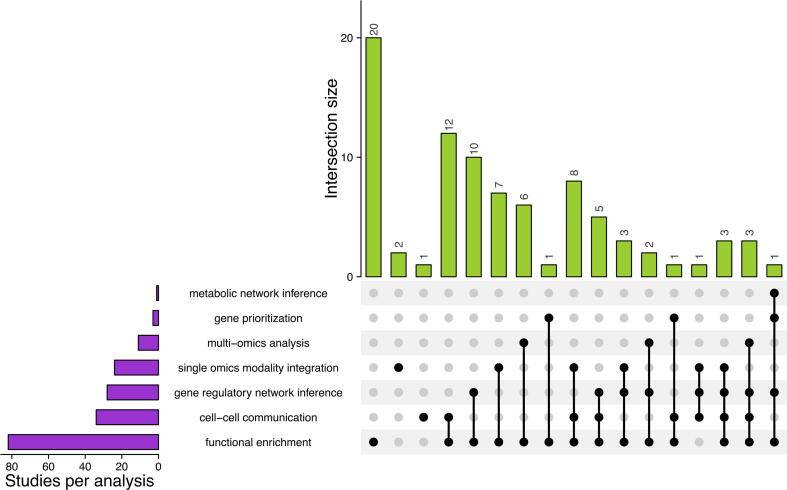 20
10
0
Intersection size
20
2
1
12
10
7
6
1
8
5
3
2
1
1
3
3
1
metabolic network inference
gene prioritization
multi−omics analysis
single omics modality integration
gene regulatory network inference
cell−cell communication
functional enrichment
80 60 40 20 0
Studies per analysis